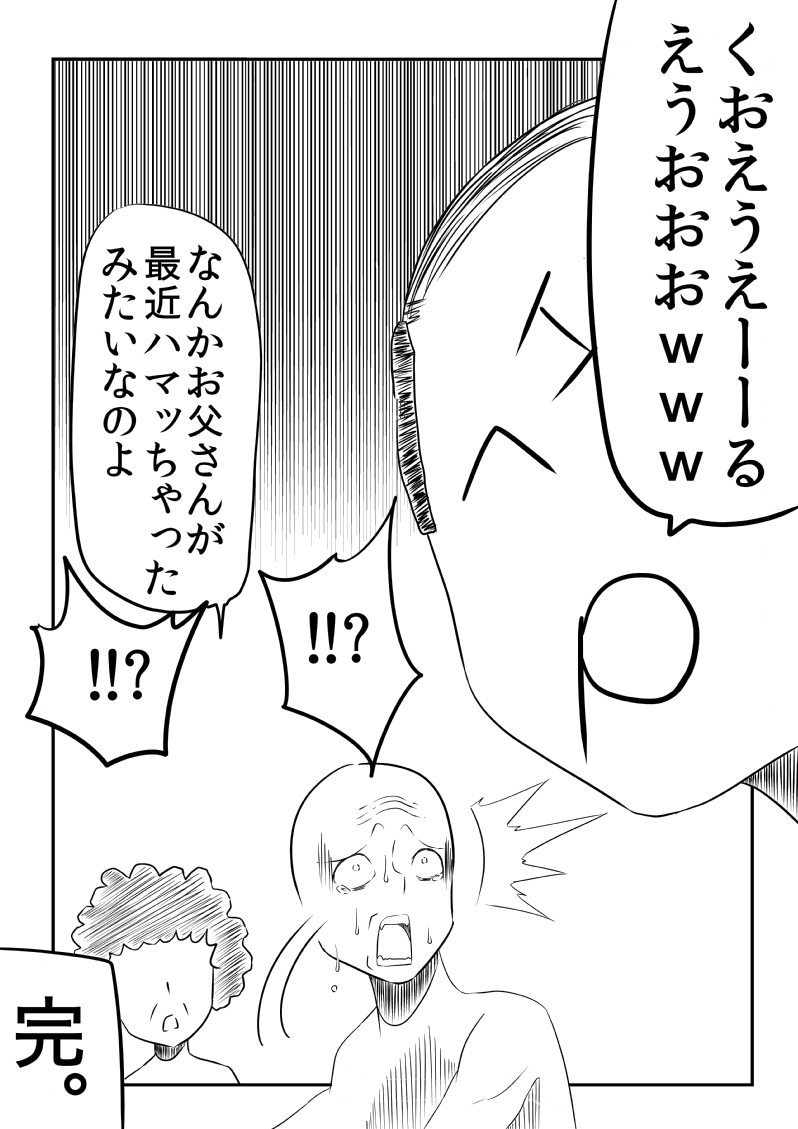 くおえうえーーる
えうおおおｗｗｗ
なんかお父さんが
最近ハマッちゃった
みたいなのよ
!!?
!!?
完。